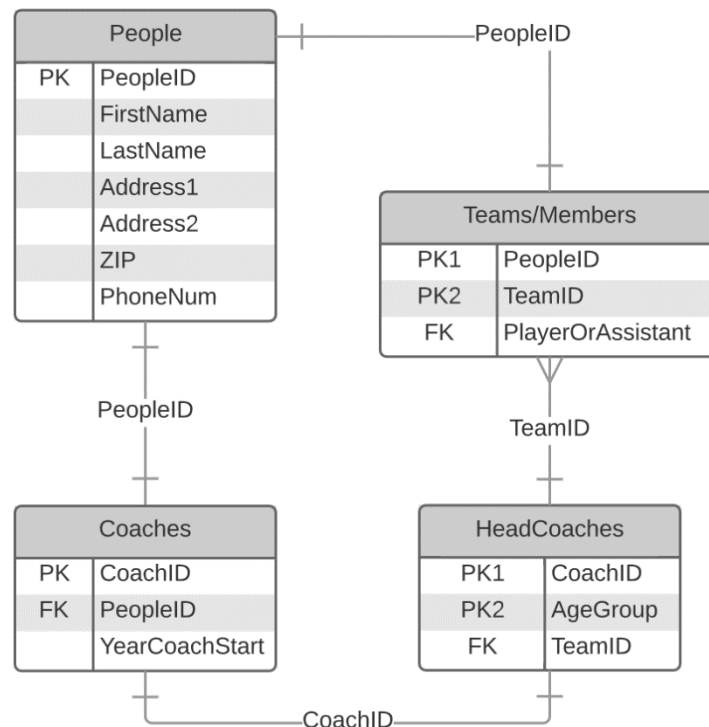 People
PK PeopleID
FirstName
LastName
Address1
Address2
ZIP
PhoneNum
PeopleID
Teams/Members
PK1 PeopleID
PK2 TeamID
FK PlayerOrAssistant
PeopleID
TeamID
Coaches
PK CoachID
FK PeopleID
YearCoachStart
HeadCoaches
PK1 CoachID
PK2 AgeGroup
FK TeamID
CoachID